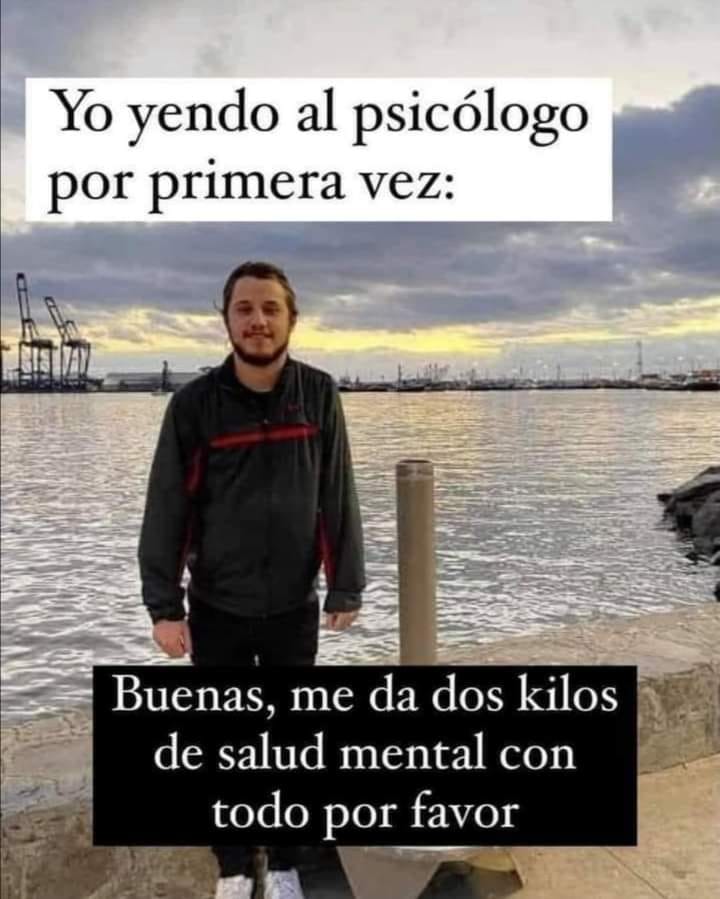 Yo yendo al psicólogo
por primera vez:
Buenas, me da dos kilos
de salud mental con
todo por favor